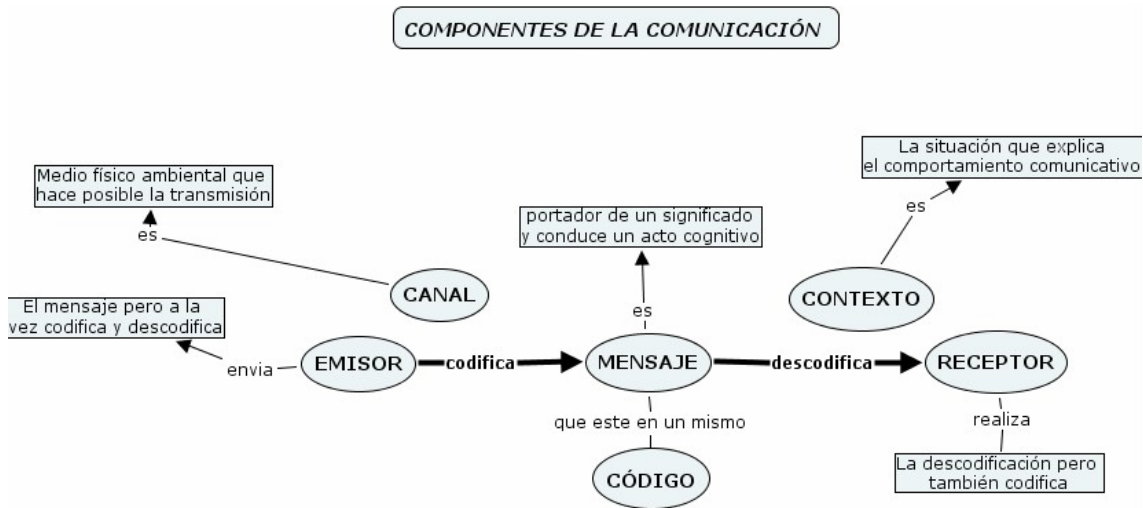 COMPONENTES DE LA COMUNICACIÓN
La situación que explica
el comportamiento comunicativo
Medio físico ambiental que
hace posible la transmisión
es
portador de un significado
y conduce un acto cognitivo
es
CANAL
CONTEXTO
El mensaje pero a la
vez codifica y descodifica
es
envia
EMISOR
codifica
MENSAJE
descodifica
RECEPTOR
que este en un mismo
realiza
CÓDIGO
La descodificación pero
también codifica